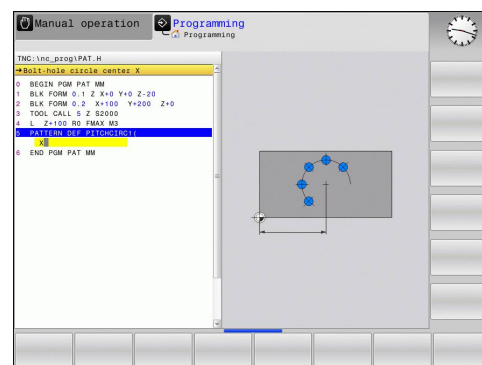 Manual operation
Programming
Programming
TNC:\nc_prog\PAT.H
→Bolt-hole circle center X
0 BEGIN PGM PAT MM
1 BLK FORM 0.1 Z X+0 Y+0 Z-20
2 BLK FORM 0.2 X+100 Y+200 Z+0
3 TOOL CALL 5 Z S2000
4 L Z+100 R0 FMAX M3
5 PATTERN DEF PITCHCIRC1(
X
6 END PGM PAT MM